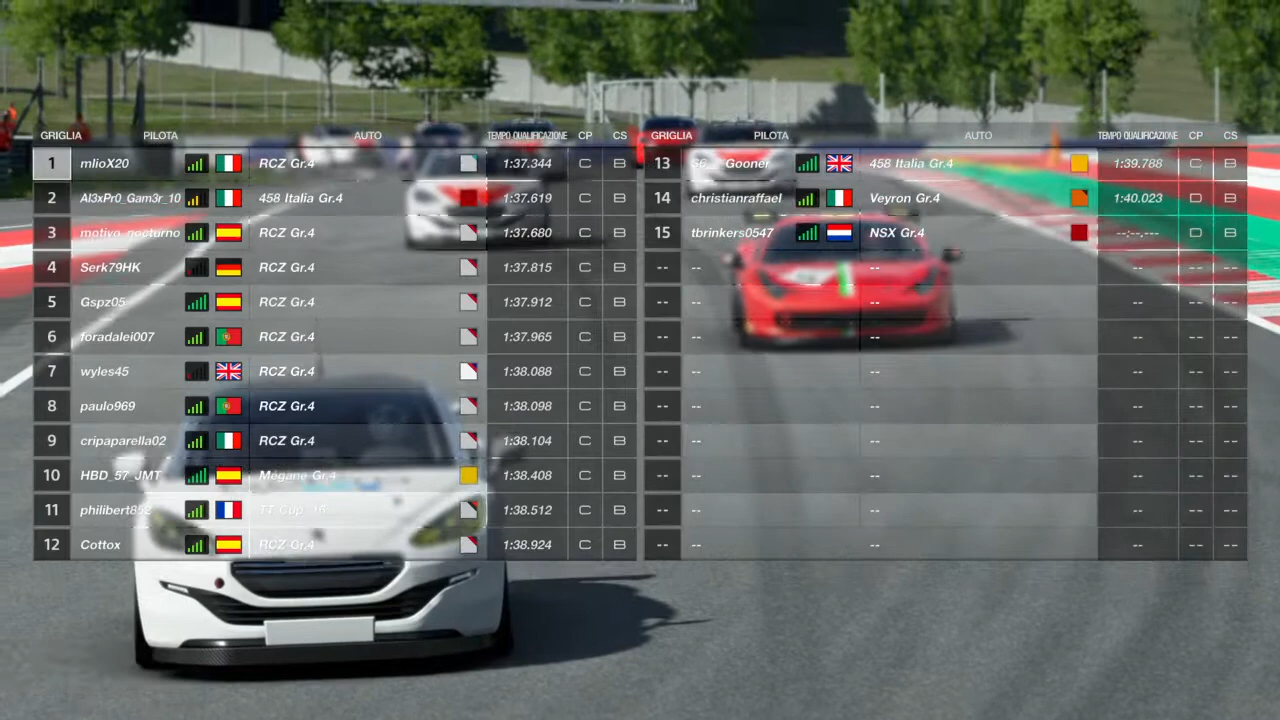 GRIGLIA PILOTA AUTO TEMPO QUALIFICAZIONE CP CS
1 mlioX20 RCZ Gr.4 1:37.344 C B
2 Al3xPr0_Gam3r_10 458 Italia Gr.4 1:37.619 C B
3 motivo_nocturno RCZ Gr.4 1:37.680 C B
4 Serk79HK RCZ Gr.4 1:37.815 C B
5 Gspz05 RCZ Gr.4 1:37.912 C B
6 foradalei007 RCZ Gr.4 1:37.965 C B
7 wyles45 RCZ Gr.4 1:38.088 C B
8 paulo969 RCZ Gr.4 1:38.098 C B
9 cripaparella02 RCZ Gr.4 1:38.104 C B
10 HBD_57_JMT Mégane Gr.4 1:38.408 C B
11 philibert852 TT Cup '16 1:38.512 C B
12 Cottox RCZ Gr.4 1:38.924 C B
GRIGLIA PILOTA AUTO TEMPO QUALIFICAZIONE CP CS
13 Gooner 458 Italia Gr.4 1:39.788 C B
14 christianraffael Veyron Gr.4 1:40.023 D B
15 tbrinkers0547 NSX Gr.4 --:--.--- D B
-- -- -- -- -- --
-- -- -- -- -- --
-- -- -- -- -- --
-- -- -- -- -- --
-- -- -- -- -- --
-- -- -- -- -- --
-- -- -- -- -- --
-- -- -- -- -- --
-- -- -- -- -- --